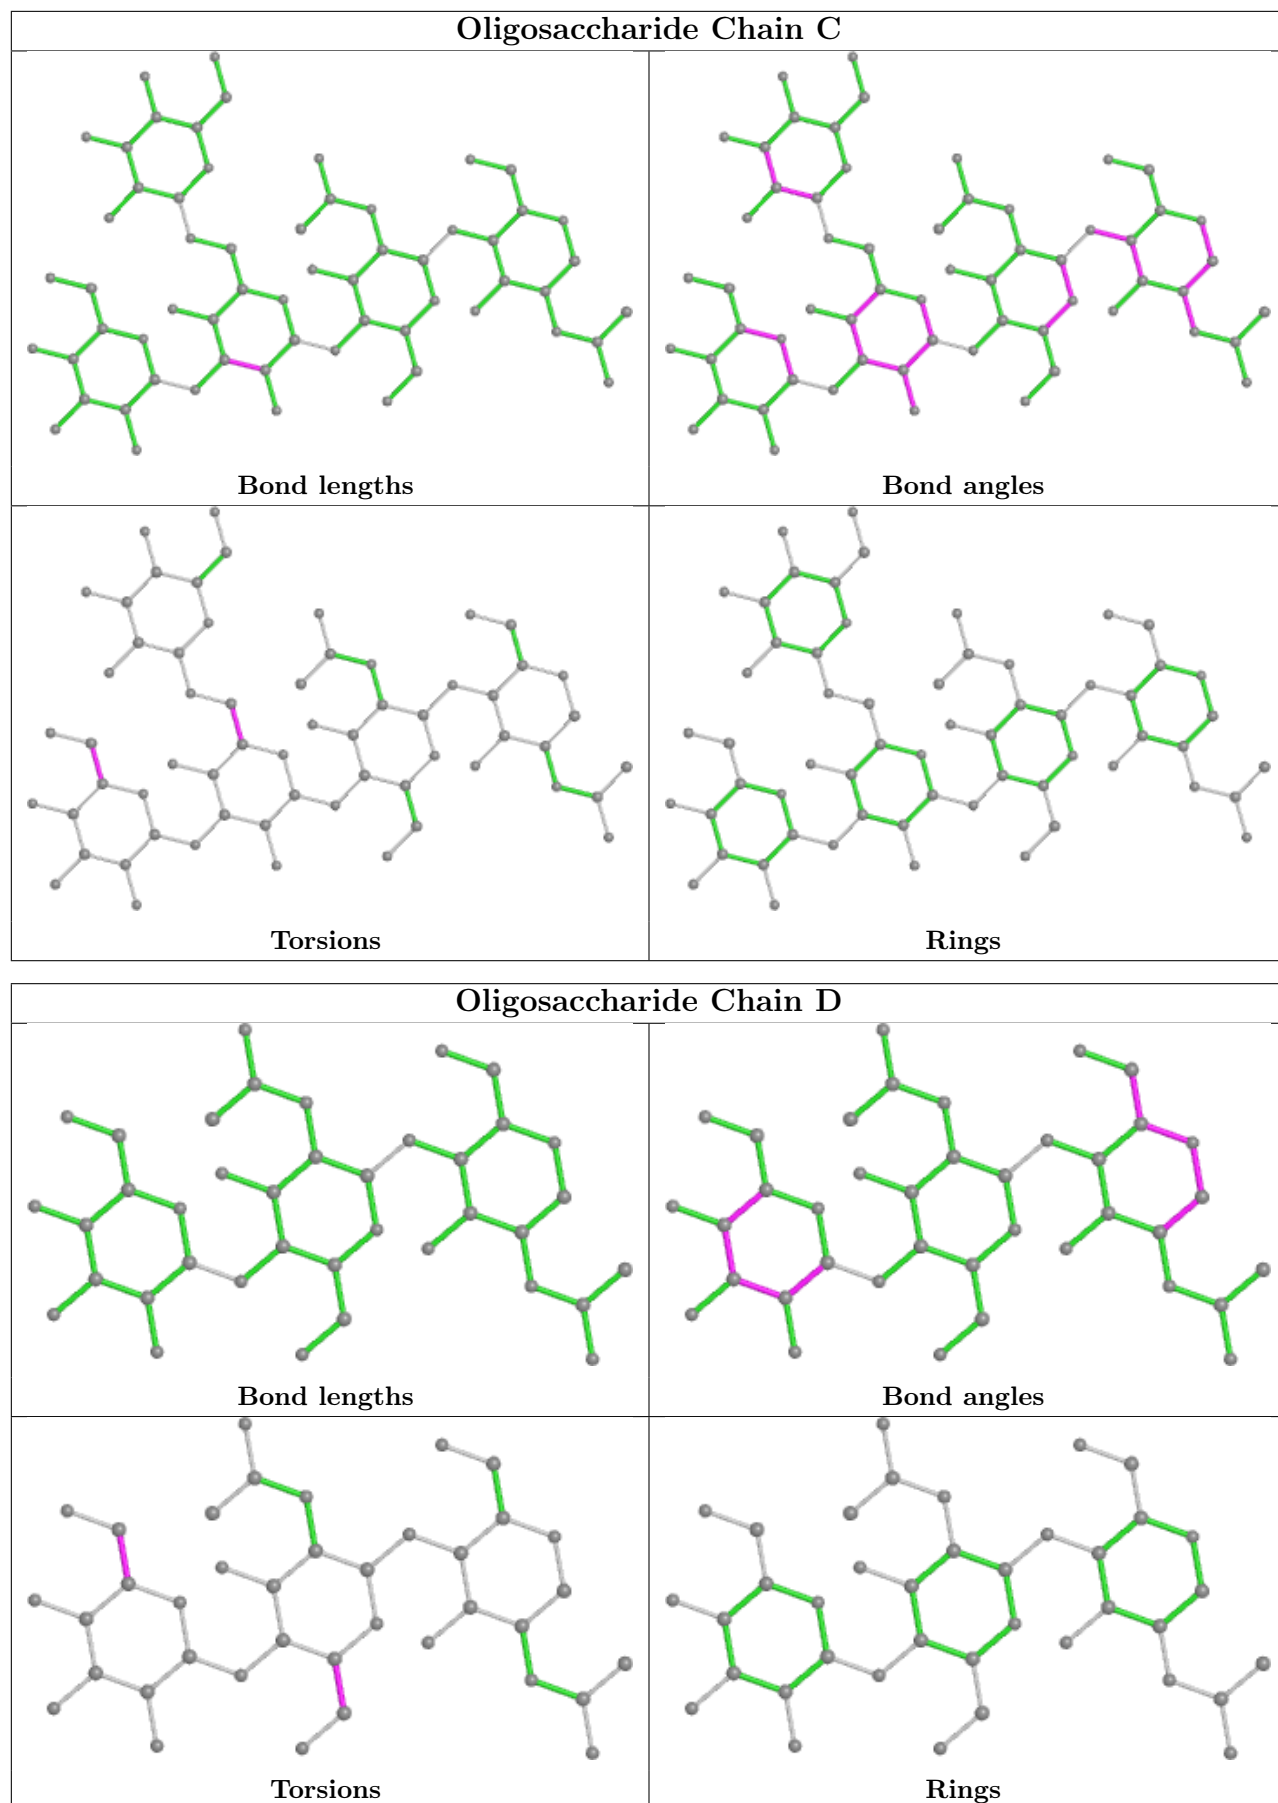 Oligosaccharide Chain C
Bond lengths
Bond angles
Torsions
Rings
Oligosaccharide Chain D
Bond lengths
Bond angles
Torsions
Rings